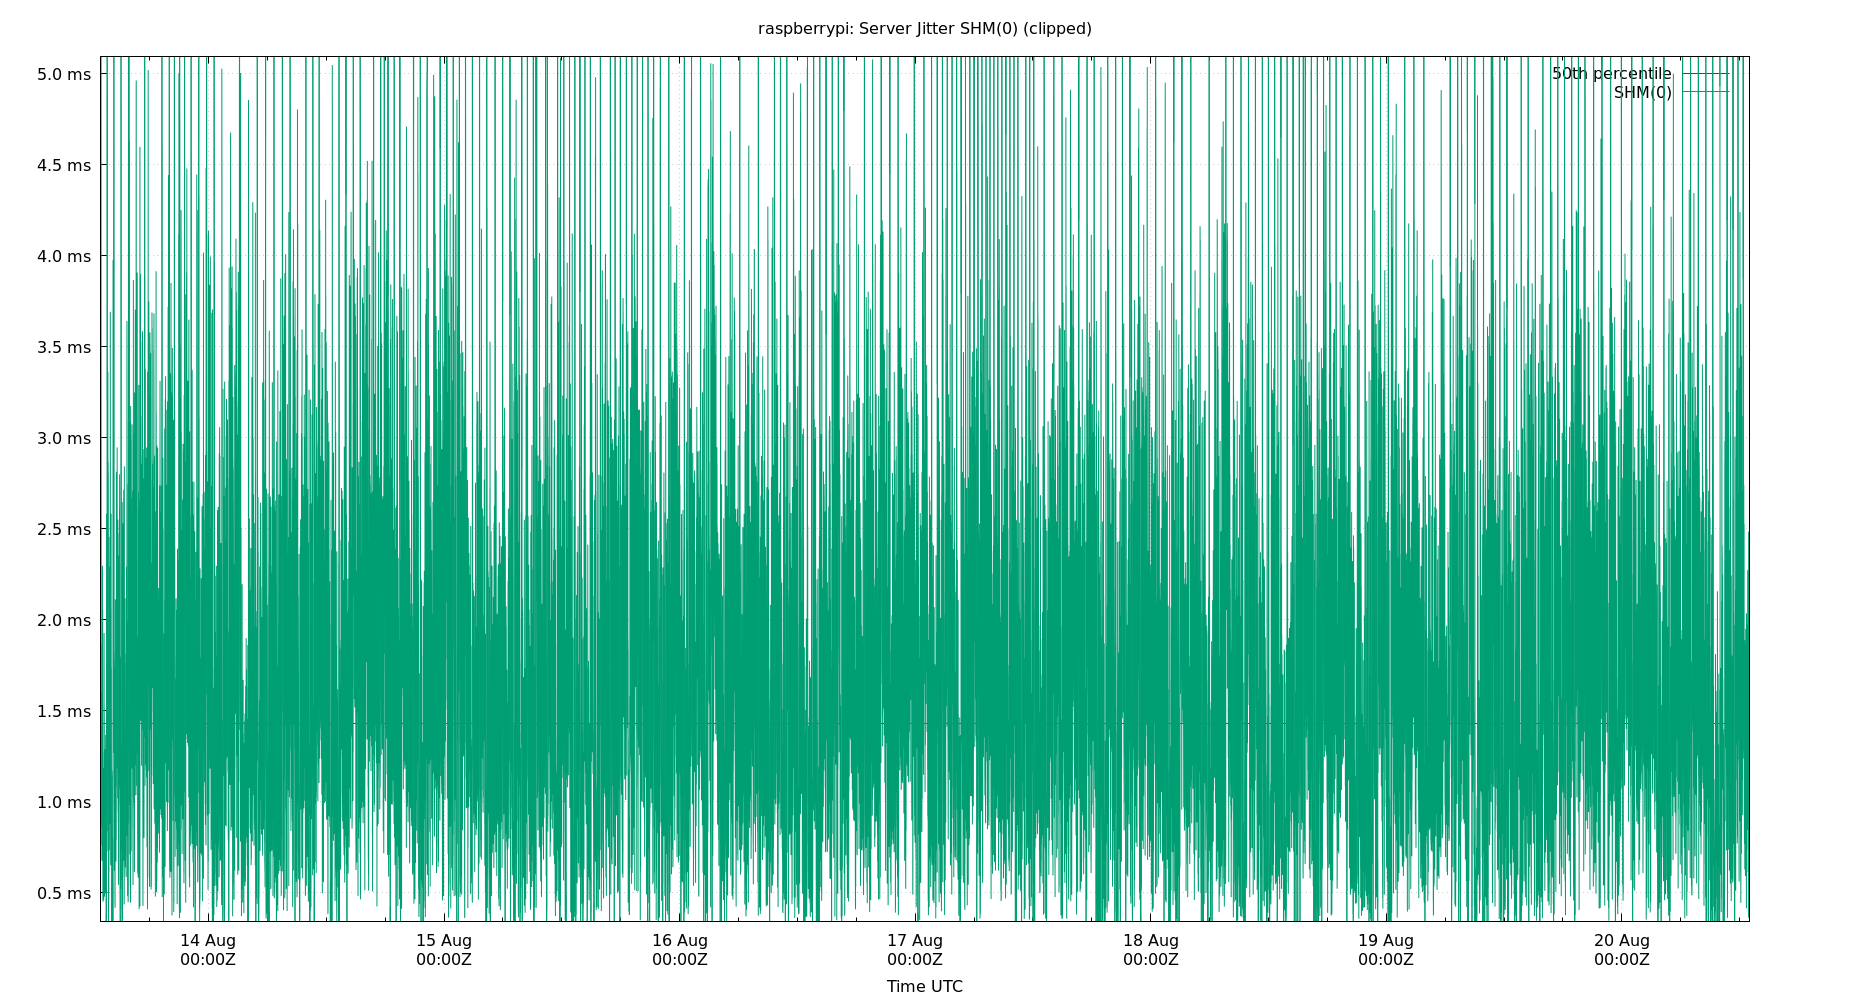 raspberrypi: Server Jitter SHM(0) (clipped)
5.0 ms
50th percentile
SHM(0)
4.5 ms
4.0 ms
3.5 ms
3.0 ms
2.5 ms
2.0 ms
1.5 ms
1.0 ms
0.5 ms
14 Aug
00:00Z
15 Aug
00:00Z
16 Aug
00:00Z
17 Aug
00:00Z
18 Aug
00:00Z
19 Aug
00:00Z
20 Aug
00:00Z
Time UTC